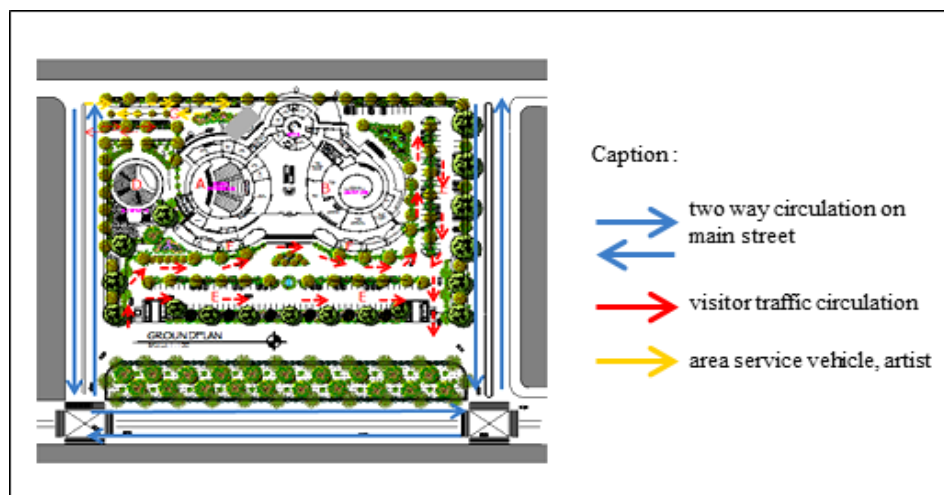 G
D
A
B
E
F
F
E
E
GROUNDPLAN
Caption :
two way circulation on
main street
visitor traffic circulation
area service vehicle, artist